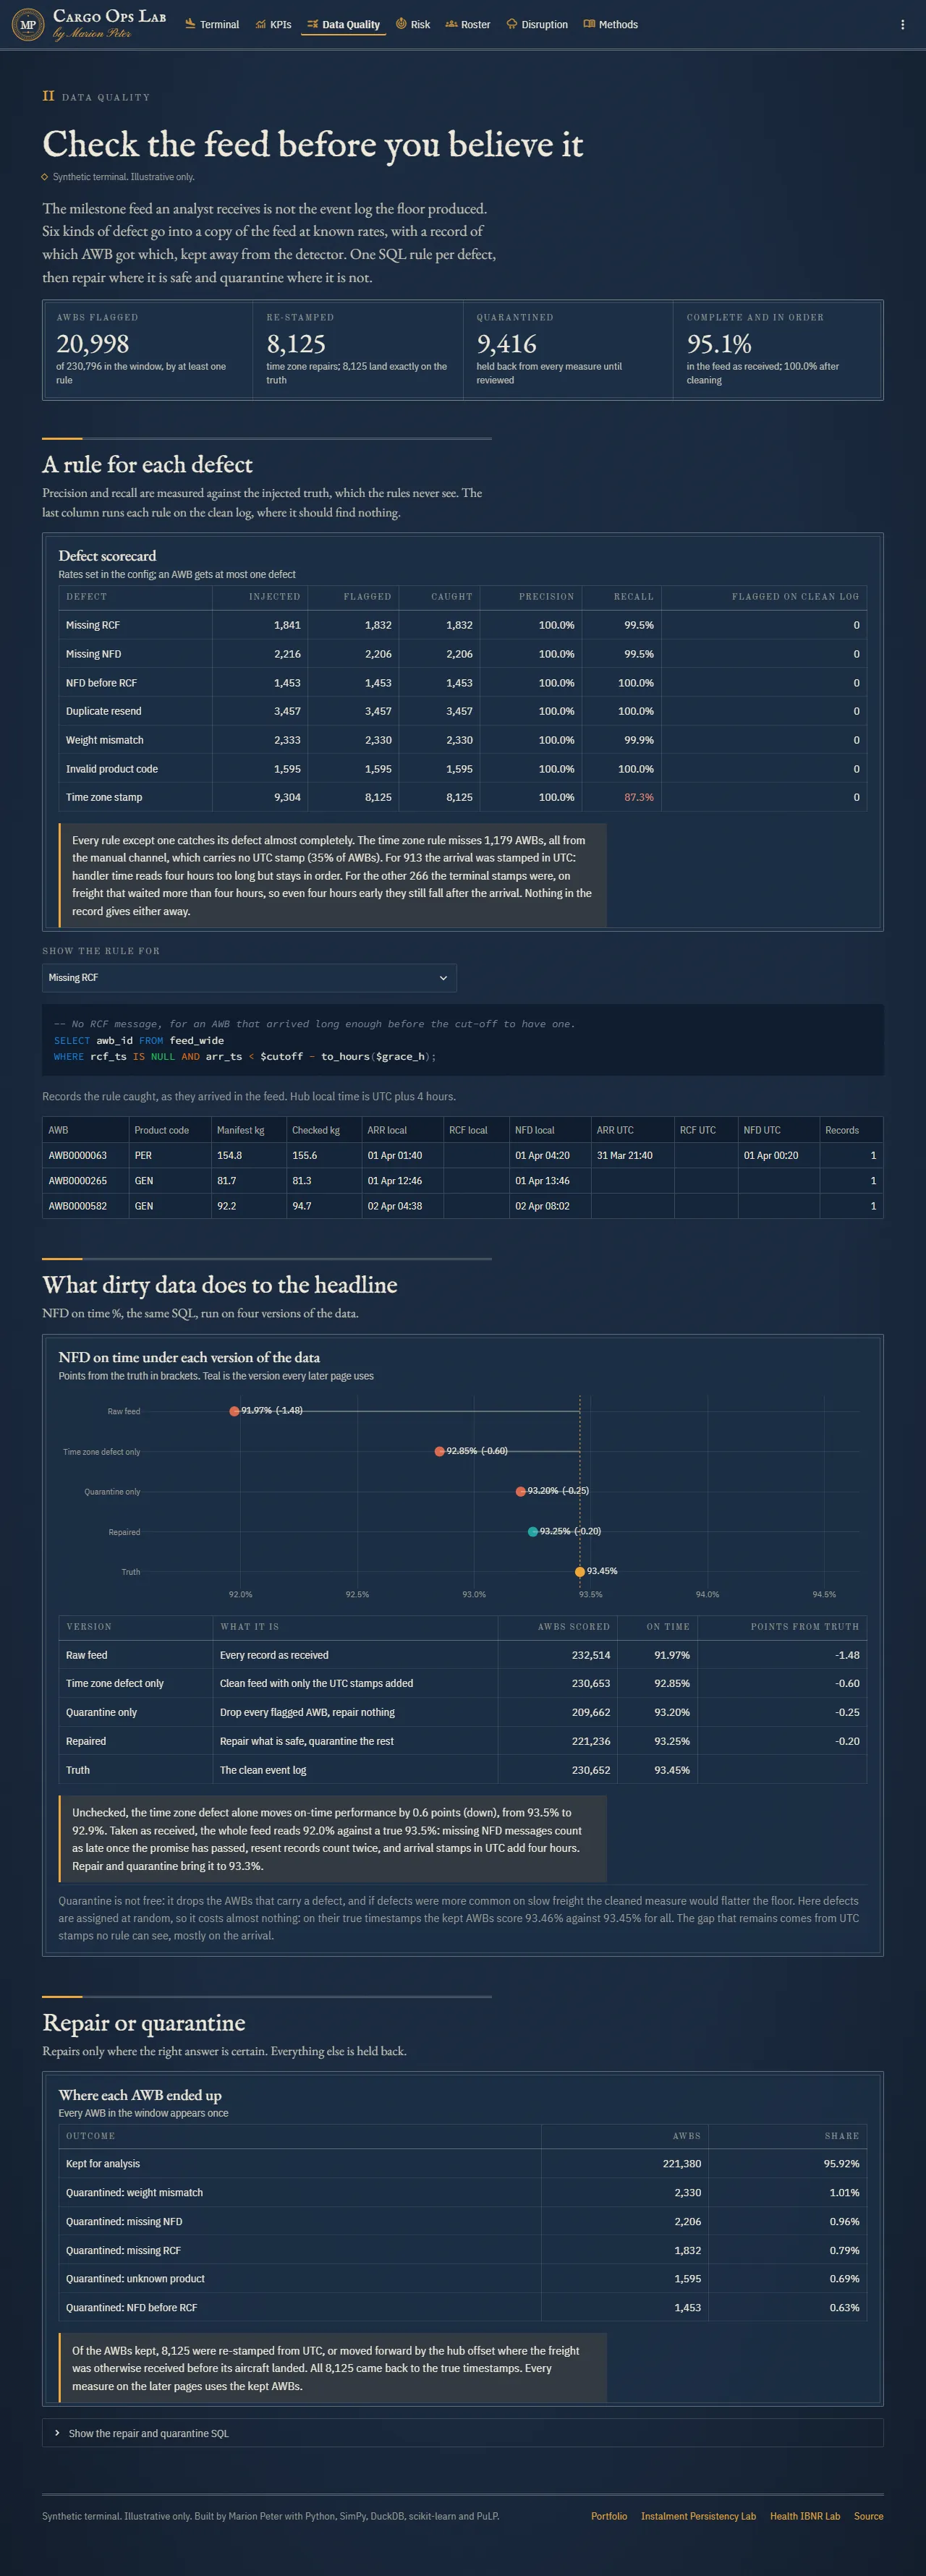 MP
Cargo Ops Lab
by Marion Peter
Terminal KPIs Data Quality Risk Roster Disruption Methods
II DATA QUALITY
Check the feed before you believe it
Synthetic terminal. Illustrative only.
The milestone feed an analyst receives is not the event log the floor produced.
Six kinds of defect go into a copy of the feed at known rates, with a record of
which AWB got which, kept away from the detector. One SQL rule per defect,
then repair where it is safe and quarantine where it is not.
AWBS FLAGGED
20,998
of 230,796 in the window, by at least one
rule
RE-STAMPED
8,125
time zone repairs; 8,125 land exactly on the
truth
QUARANTINED
9,416
held back from every measure until
reviewed
COMPLETE AND IN ORDER
95.1%
in the feed as received; 100.0% after
cleaning
A rule for each defect
Precision and recall are measured against the injected truth, which the rules never see. The
last column runs each rule on the clean log, where it should find nothing.
Defect scorecard
Rates set in the config; an AWB gets at most one defect
DEFECT INJECTED FLAGGED CAUGHT PRECISION RECALL FLAGGED ON CLEAN LOG
Missing RCF 1,841 1,832 1,832 100.0% 99.5% 0
Missing NFD 2,216 2,206 2,206 100.0% 99.5% 0
NFD before RCF 1,453 1,453 1,453 100.0% 100.0% 0
Duplicate resend 3,457 3,457 3,457 100.0% 100.0% 0
Weight mismatch 2,333 2,330 2,330 100.0% 99.9% 0
Invalid product code 1,595 1,595 1,595 100.0% 100.0% 0
Time zone stamp 9,304 8,125 8,125 100.0% 87.3% 0
Every rule except one catches its defect almost completely. The time zone rule misses 1,179 AWBs, all from
the manual channel, which carries no UTC stamp (35% of AWBs). For 913 the arrival was stamped in UTC:
handler time reads four hours too long but stays in order. For the other 266 the terminal stamps were, on
freight that waited more than four hours, so even four hours early they still fall after the arrival. Nothing in the
record gives either away.
SHOW THE RULE FOR
Missing RCF
-- No RCF message, for an AWB that arrived long enough before the cut-off to have one.
SELECT awb_id FROM feed_wide
WHERE rcf_ts IS NULL AND arr_ts < $cutoff - to_hours($grace_h);
Records the rule caught, as they arrived in the feed. Hub local time is UTC plus 4 hours.
AWB Product code Manifest kg Checked kg ARR local RCF local NFD local ARR UTC RCF UTC NFD UTC Records
AWB0000063 PER 154.8 155.6 01 Apr 01:40 01 Apr 04:20 31 Mar 21:40 01 Apr 00:20 1
AWB0000265 GEN 81.7 81.3 01 Apr 12:46 01 Apr 13:46 1
AWB0000582 GEN 92.2 94.7 02 Apr 04:38 02 Apr 08:02 1
What dirty data does to the headline
NFD on time %, the same SQL, run on four versions of the data.
NFD on time under each version of the data
Points from the truth in brackets. Teal is the version every later page uses
Raw feed 91.97% (-1.48)
Time zone defect only 92.85% (-0.60)
Quarantine only 93.20% (-0.25)
Repaired 93.25% (-0.20)
Truth 93.45%
92.0% 92.5% 93.0% 93.5% 94.0% 94.5%
VERSION WHAT IT IS AWBS SCORED ON TIME POINTS FROM TRUTH
Raw feed Every record as received 232,514 91.97% -1.48
Time zone defect only Clean feed with only the UTC stamps added 230,653 92.85% -0.60
Quarantine only Drop every flagged AWB, repair nothing 209,662 93.20% -0.25
Repaired Repair what is safe, quarantine the rest 221,236 93.25% -0.20
Truth The clean event log 230,652 93.45%
Unchecked, the time zone defect alone moves on-time performance by 0.6 points (down), from 93.5% to
92.9%. Taken as received, the whole feed reads 92.0% against a true 93.5%: missing NFD messages count
as late once the promise has passed, resent records count twice, and arrival stamps in UTC add four hours.
Repair and quarantine bring it to 93.3%.
Quarantine is not free: it drops the AWBs that carry a defect, and if defects were more common on slow freight the cleaned measure would flatter the floor. Here defects
are assigned at random, so it costs almost nothing: on their true timestamps the kept AWBs score 93.46% against 93.45% for all. The gap that remains comes from UTC
stamps no rule can see, mostly on the arrival.
Repair or quarantine
Repairs only where the right answer is certain. Everything else is held back.
Where each AWB ended up
Every AWB in the window appears once
OUTCOME AWBS SHARE
Kept for analysis 221,380 95.92%
Quarantined: weight mismatch 2,330 1.01%
Quarantined: missing NFD 2,206 0.96%
Quarantined: missing RCF 1,832 0.79%
Quarantined: unknown product 1,595 0.69%
Quarantined: NFD before RCF 1,453 0.63%
Of the AWBs kept, 8,125 were re-stamped from UTC, or moved forward by the hub offset where the freight
was otherwise received before its aircraft landed. All 8,125 came back to the true timestamps. Every
measure on the later pages uses the kept AWBs.
Show the repair and quarantine SQL
Synthetic terminal. Illustrative only. Built by Marion Peter with Python, SimPy, DuckDB, scikit-learn and PuLP.
Portfolio Instalment Persistency Lab Health IBNR Lab Source